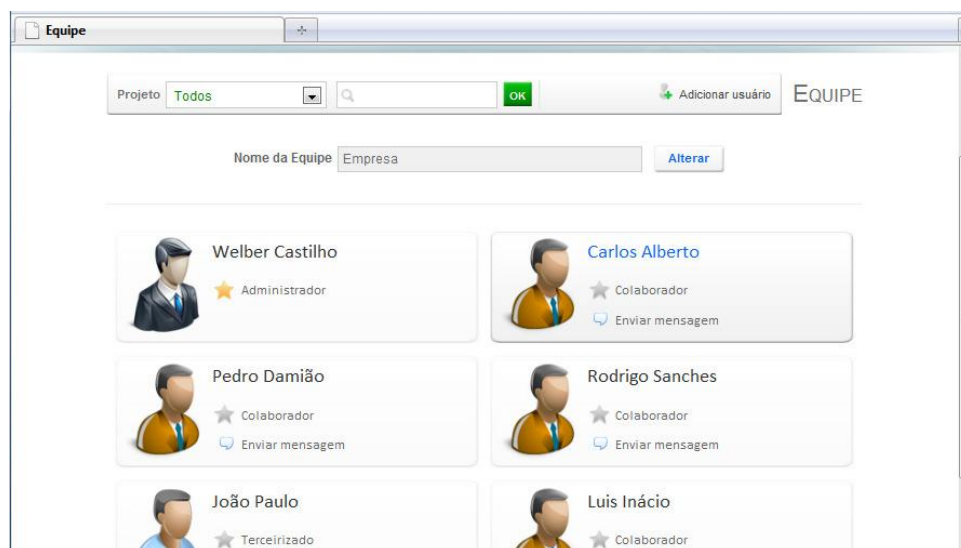 Equipe
Projeto Todos OK Adicionar usuário EQUIPE
Nome da Equipe Empresa Alterar
Welber Castilho
Administrador
Carlos Alberto
Colaborador
Enviar mensagem
Pedro Damião
Colaborador
Enviar mensagem
Rodrigo Sanches
Colaborador
Enviar mensagem
João Paulo
Terceirizado
Luis Inácio
Colaborador